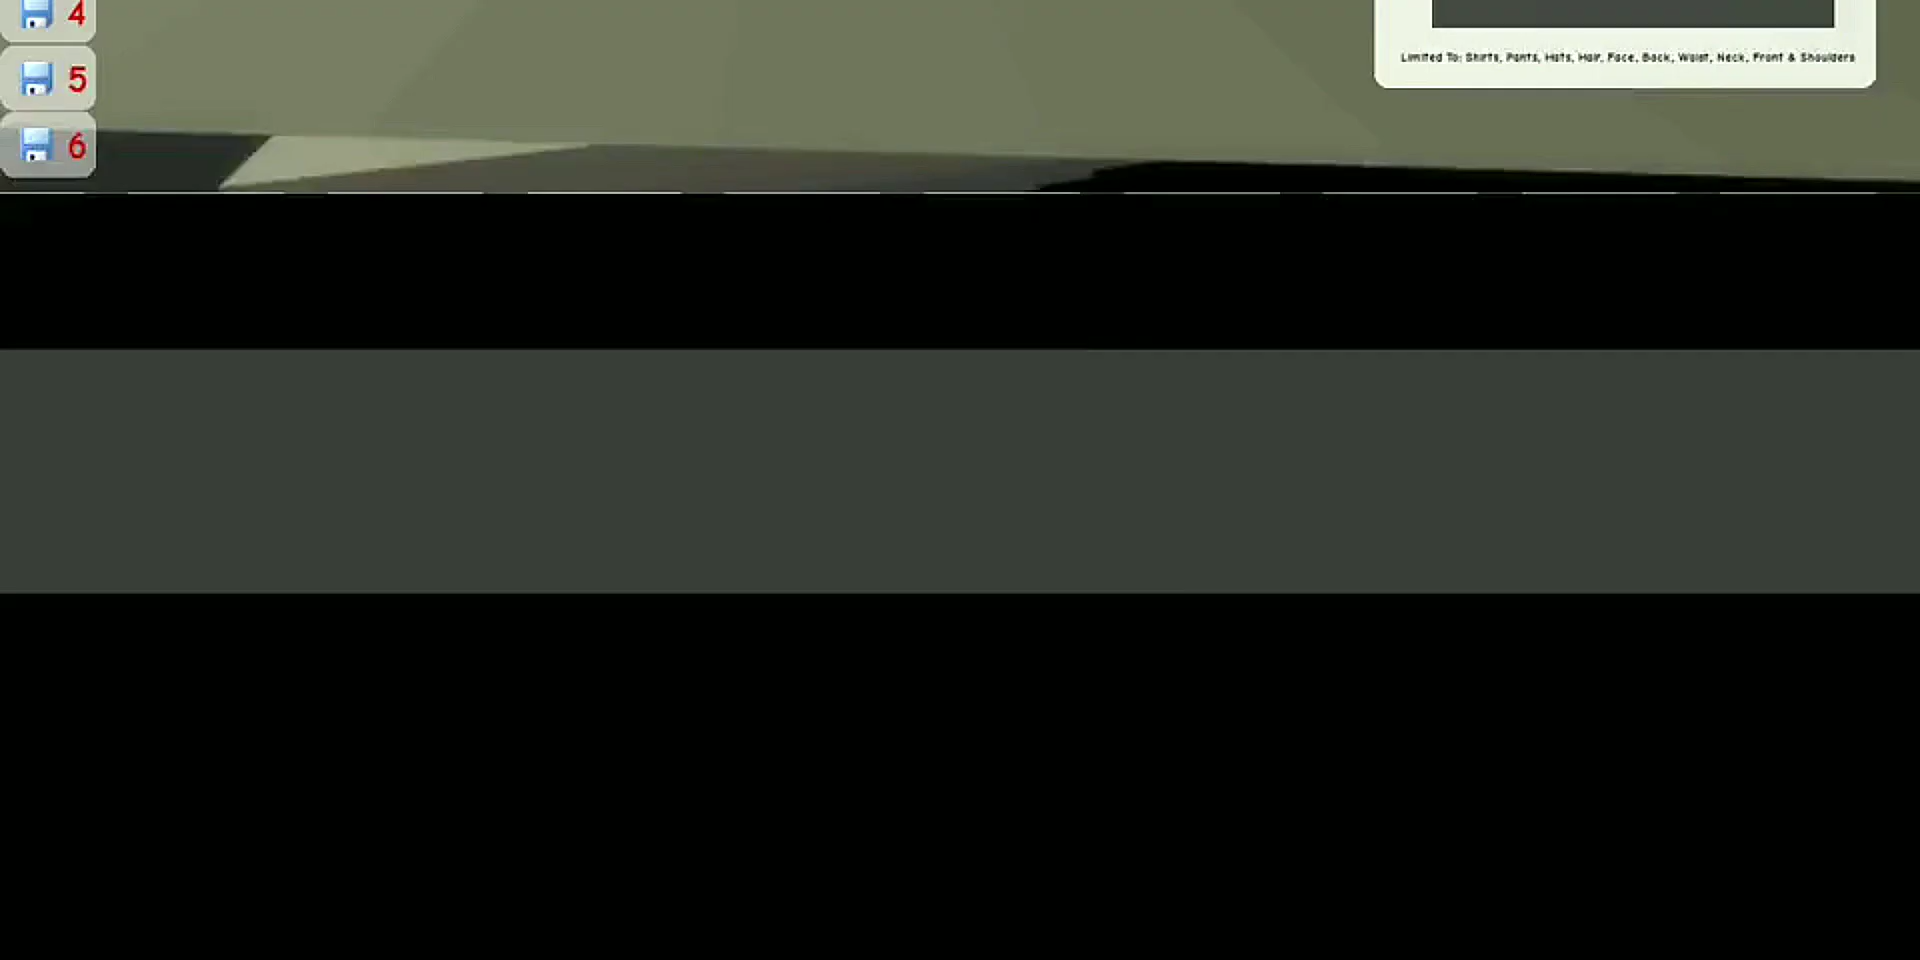 4
5
6
Limited To: Shirts, Pants, Hats, Hair, Face, Back, Waist, Neck, Front & Shoulders